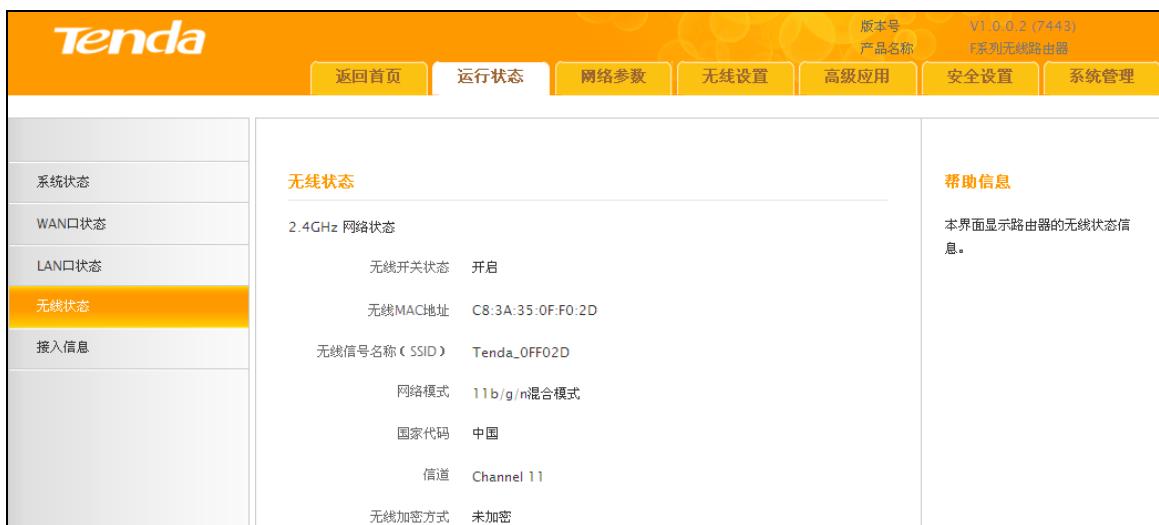 Tenda
版本号 V1.0.0.2 (7443)
产品名称 F系列无线路由器
返回首页 运行状态 网络参数 无线设置 高级应用 安全设置 系统管理
系统状态
WAN口状态
LAN口状态
无线状态
接入信息
无线状态
2.4GHz 网络状态
无线开关状态 开启
无线MAC地址 C8:3A:35:0F:F0:2D
无线信号名称（SSID） Tenda_0FF02D
网络模式 11b/g/n混合模式
国家代码 中国
信道 Channel 11
无线加密方式 未加密
帮助信息
本界面显示路由器的无线状态信
息。